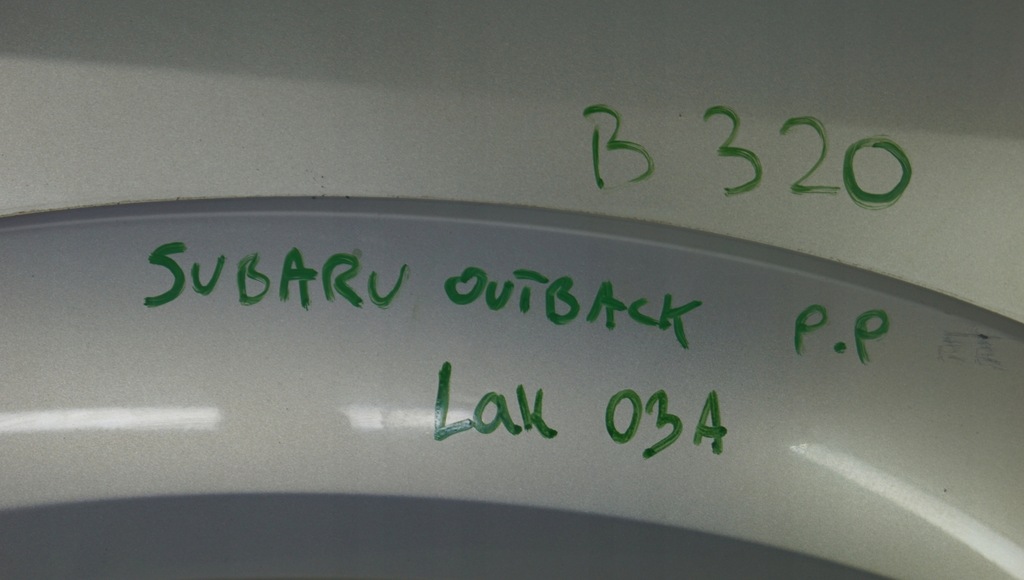 B 320
SUBARU OUTBACK P.P
Lak 03A